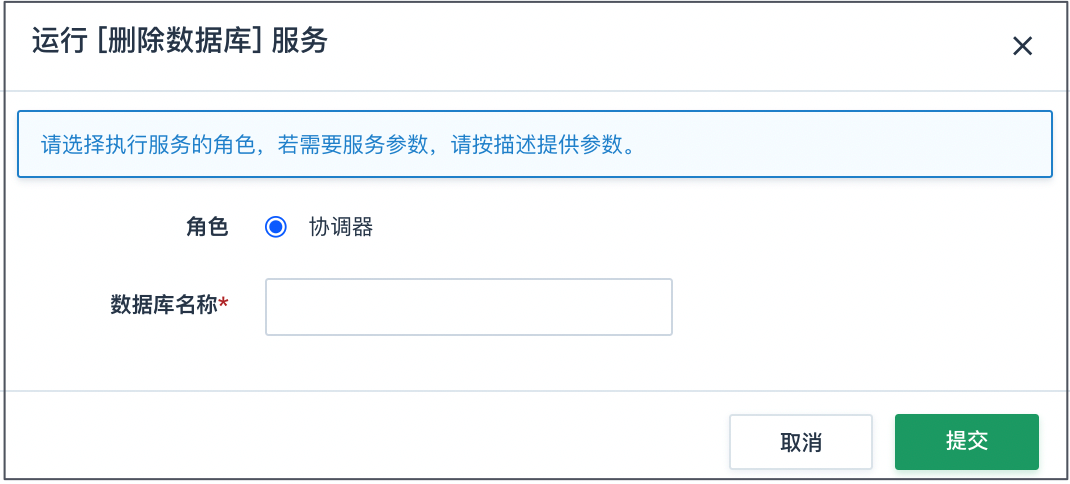 运行 [删除数据库] 服务
请选择执行服务的角色，若需要服务参数，请按描述提供参数。
角色 协调器
数据库名称*
取消 提交